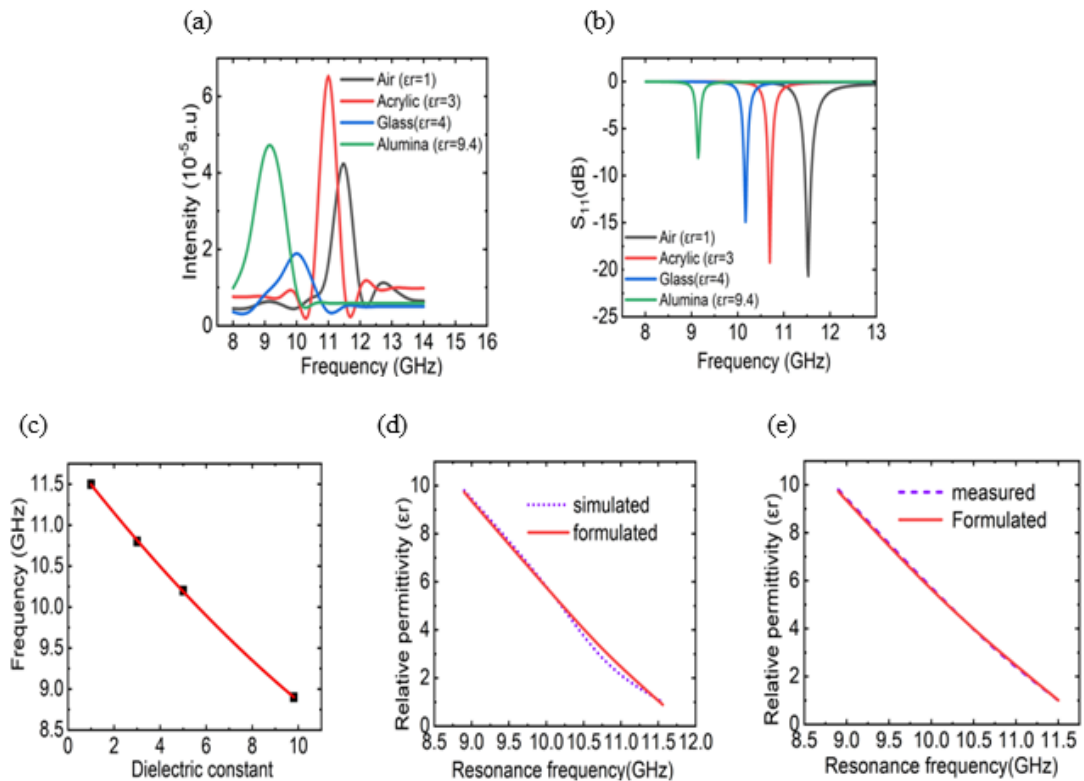 (a)
Intensity (10⁻⁵a.u)
6
4
2
0
Air (εr=1)
Acrylic (εr=3)
Glass(εr=4)
Alumina (εr=9.4)
8 9 10 11 12 13 14 15 16
Frequency (GHz)
(b)
S₁₁(dB)
0
-5
-10
-15
-20
-25
Air (εr=1)
Acrylic (εr=3
Glass(εr=4)
Alumina (εr=9.4)
8 9 10 11 12 13
Frequency (GHz)
(c)
Frequency (GHz)
11.5
11.0
10.5
10.0
9.5
9.0
8.5
0 2 4 6 8 10
Dielectric constant
(d)
Relative permittivity (εr)
10
8
6
4
2
0
simulated
formulated
8.5 9.0 9.5 10.0 10.5 11.0 11.5 12.0
Resonance frequency(GHz)
(e)
Relative permittivity (εr)
10
8
6
4
2
0
measured
Formulated
8.5 9.0 9.5 10.0 10.5 11.0 11.5
Resonance frequency(GHz)